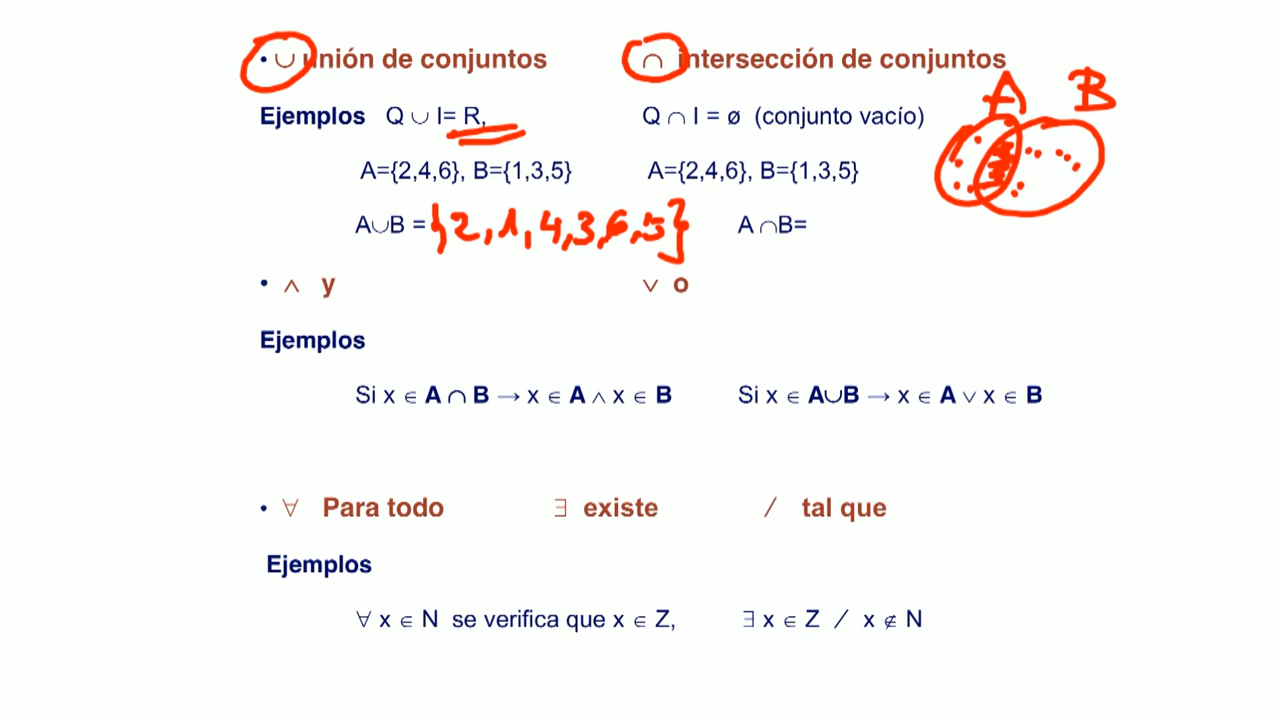 • ∪ unión de conjuntos ∩ intersección de conjuntos
A B
Ejemplos Q ∪ I= R, Q ∩ I = ø (conjunto vacío)
A={2,4,6}, B={1,3,5} A={2,4,6}, B={1,3,5}
A∪B = {2,1,4,3,6,5} A ∩B=
• ∧ y ∨ o
Ejemplos
Si x ∈ A ∩ B → x ∈ A ∧ x ∈ B Si x ∈ A∪B → x ∈ A ∨ x ∈ B
• ∀ Para todo ∃ existe / tal que
Ejemplos
∀ x ∈ N se verifica que x ∈ Z, ∃ x ∈ Z / x ∉ N